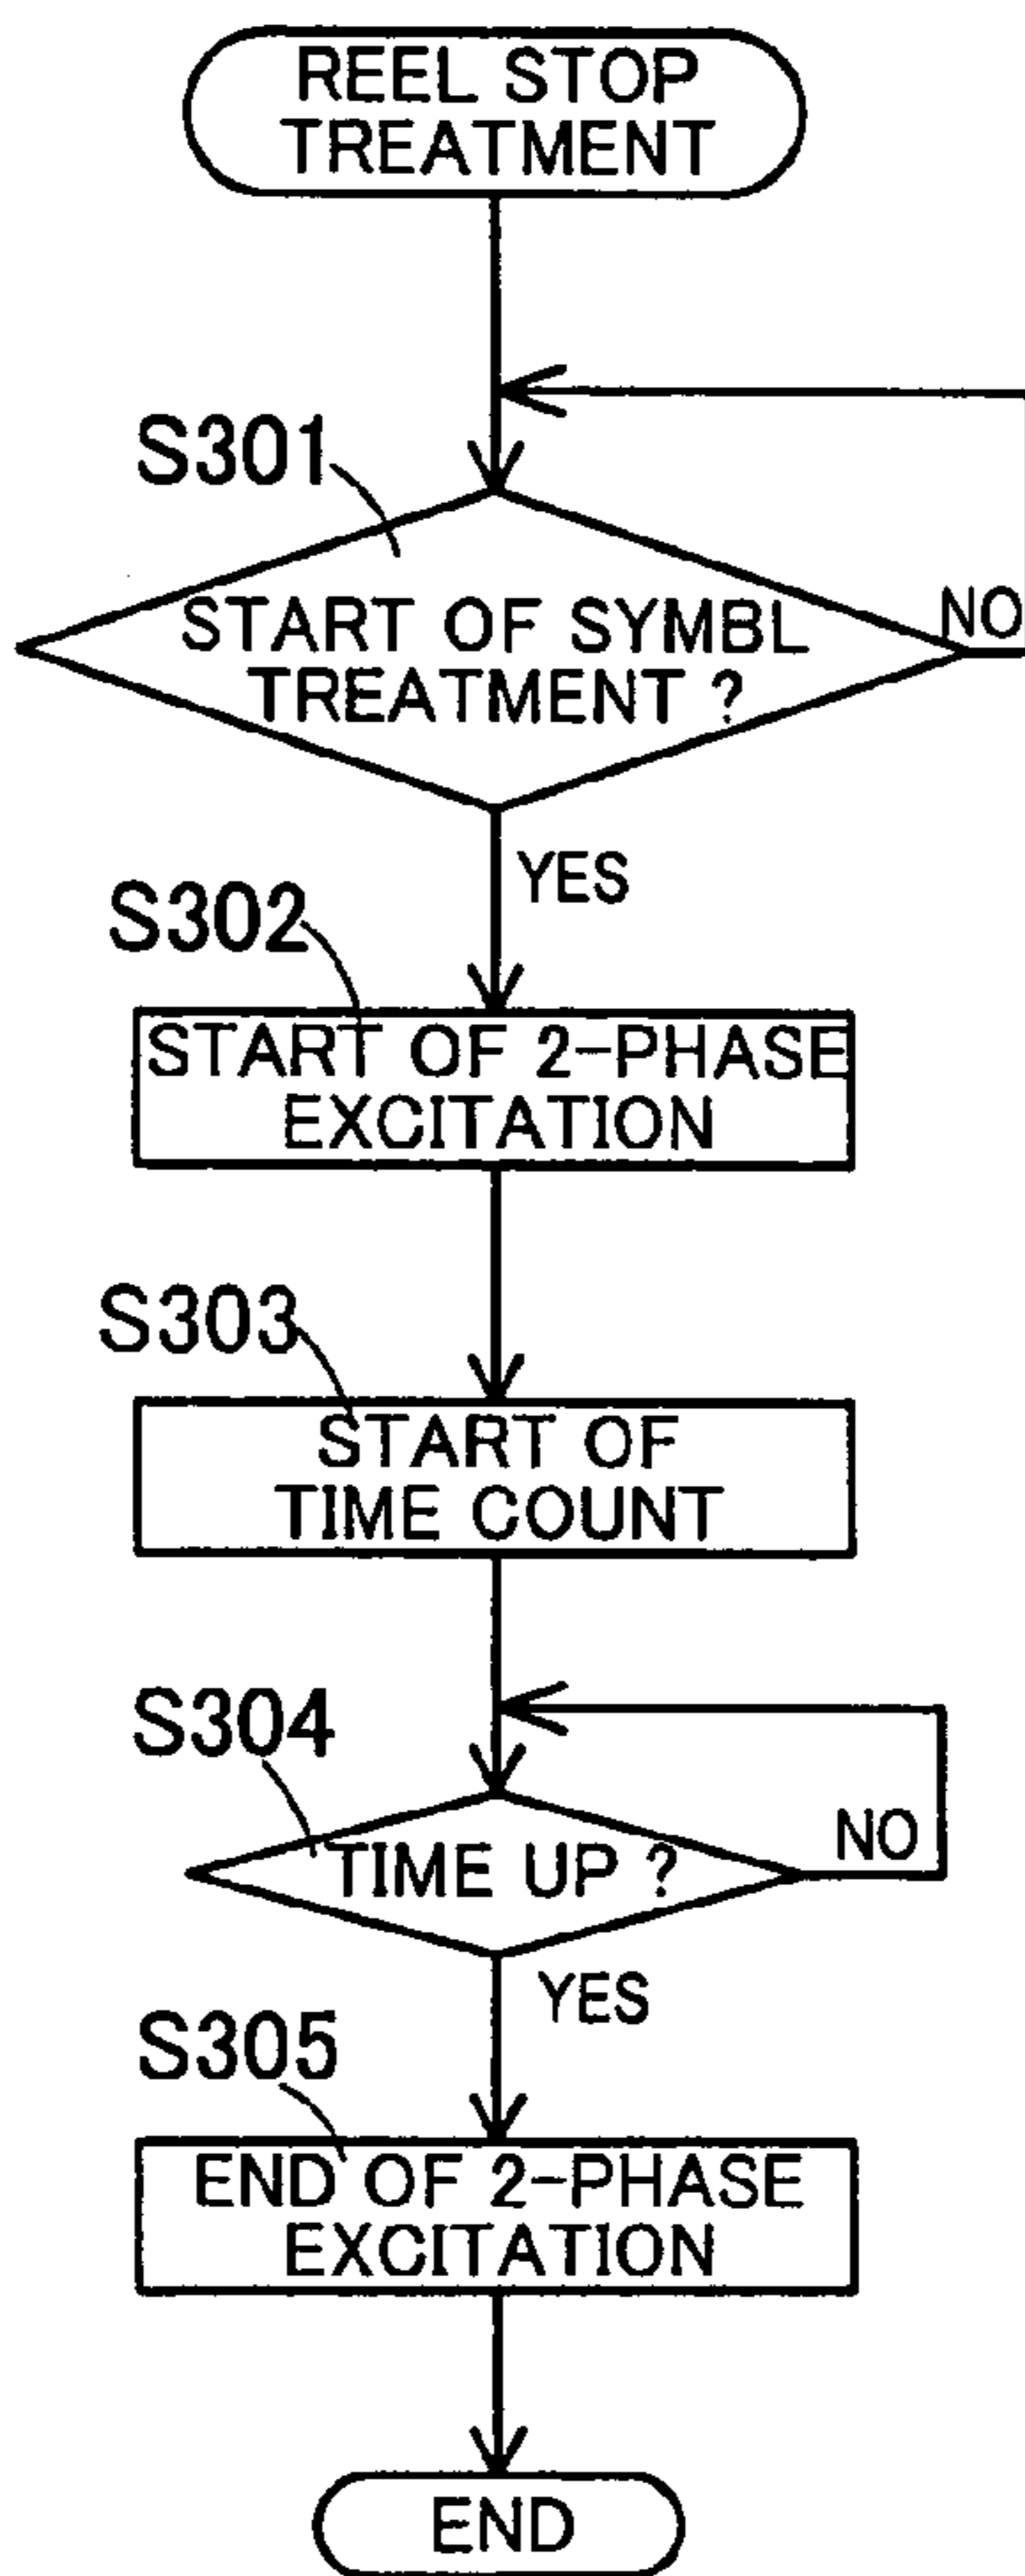 REEL STOP
TREATMENT
S301
START OF SYMBL
TREATMENT ?
NO
YES
S302
START OF 2-PHASE
EXCITATION
S303
START OF
TIME COUNT
S304
TIME UP ?
NO
YES
S305
END OF 2-PHASE
EXCITATION
END